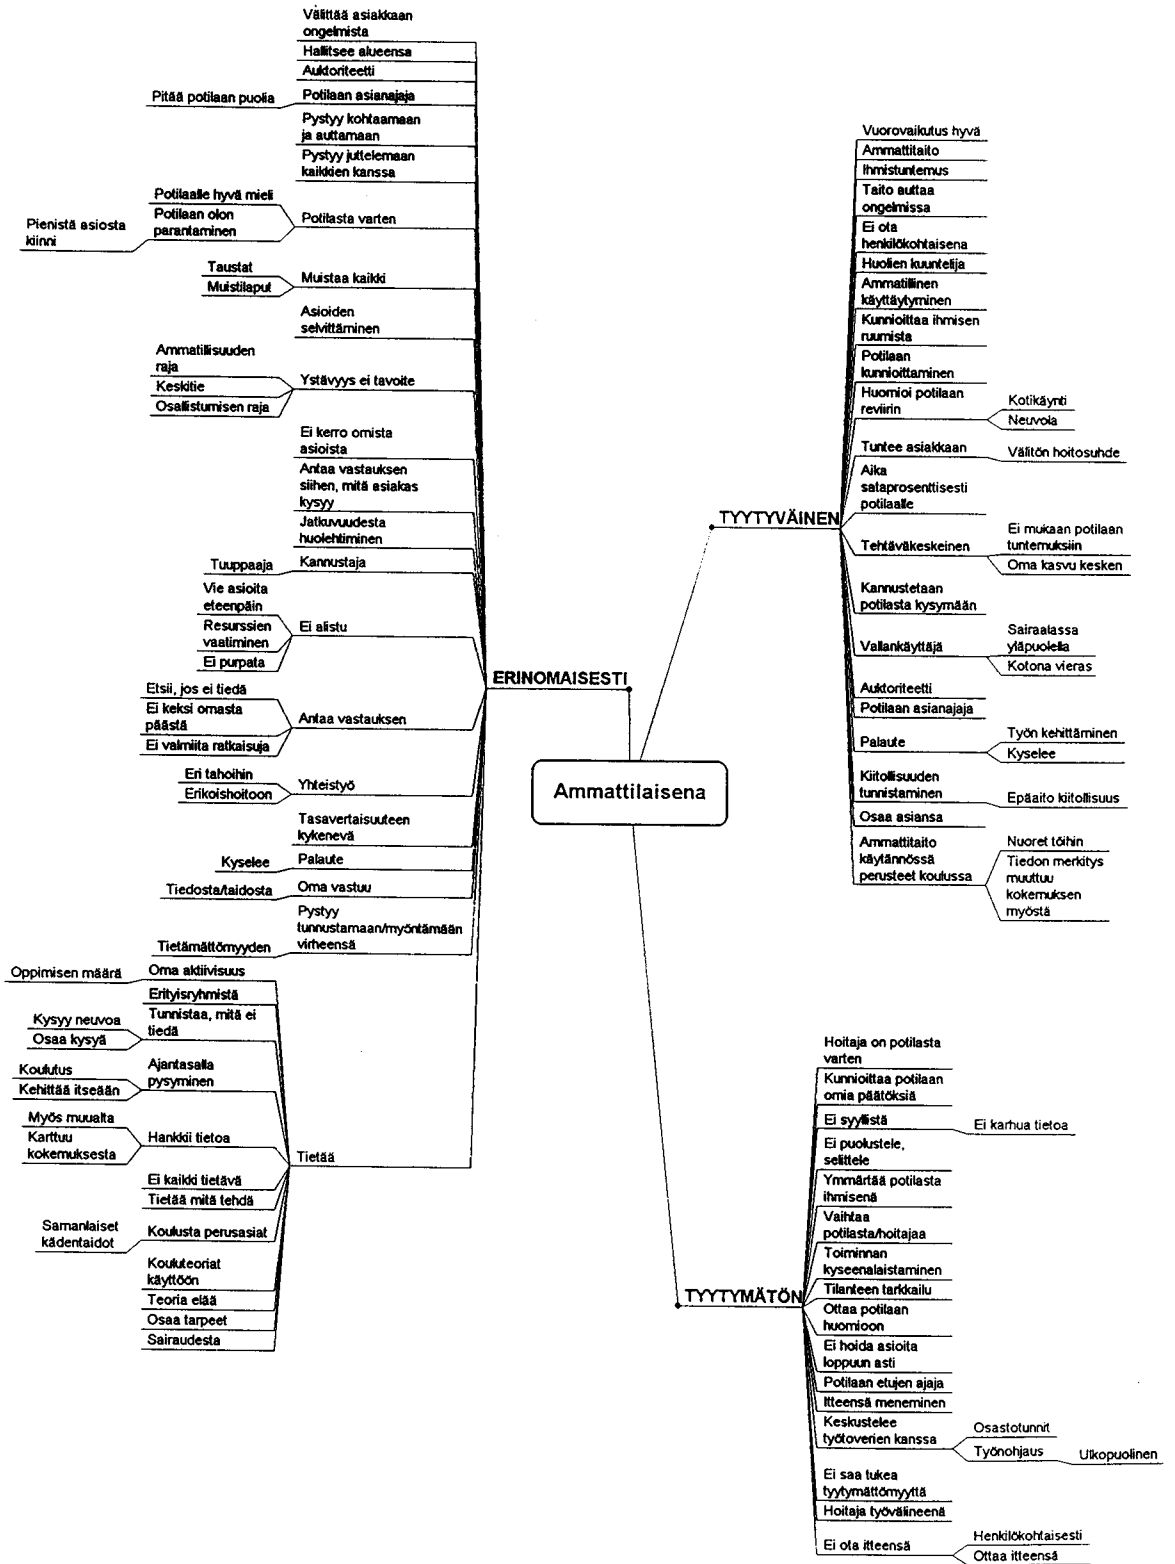 Välittää asiakkaan
ongelmista
Hallitsee alueensa
Auktoriteetti
Pitää potilaan puolia
Potilaan asianajaja
Pystyy kohtaamaan
ja auttamaan
Pystyy juttelemaan
kaikkien kanssa
Potilaalle hyvä mieli
Pienistä asiosta
kiinni
Potilaan olon
parantaminen
Potilasta varten
Taustat
Muistilaput
Muistaa kaikki
Asioiden
selvittäminen
Ammatillisuuden
raja
Keskitie
Osallistumisen raja
Ystävyys ei tavoite
Ei kerro omista
asioista
Antaa vastauksen
siihen, mitä asiakas
kysyy
Jatkuvuudesta
huolehtiminen
Tuuppaaja
Kannustaja
Vie asioita
eteenpäin
Resurssien
vaatiminen
Ei purpata
Ei alistu
Etsii, jos ei tiedä
Ei keksi omasta
päästä
Ei valmiita ratkaisuja
Antaa vastauksen
Eri tahoihin
Erikoishoitoon
Yhteistyö
Tasavertaisuuteen
kykenevä
Kyselee
Palaute
Tiedosta/taidosta
Oma vastuu
Pystyy
tunnustamaan/myöntämään
virheensä
Tietämättömyyden
Oppimisen määrä
Oma aktiivisuus
Erityisryhmistä
Kysyy neuvoa
Osaa kysyä
Tunnistaa, mitä ei
tiedä
Koulutus
Kehittää itseään
Ajantasalla
pysyminen
Myös muualta
Karttuu
kokemuksesta
Hankkii tietoa
Ei kaikki tietävä
Tietää mitä tehdä
Samanlaiset
kädentaidot
Koulusta perusasiat
Kouluteoriat
käyttöön
Teoria elää
Osaa tarpeet
Sairaudesta
Tietää
ERINOMAISESTI
Ammattilaisena
TYYTYVÄINEN
Vuorovaikutus hyvä
Ammattitaito
Ihmistuntemus
Taito auttaa
ongelmissa
Ei ota
henkilökohtaisena
Huolien kuuntelija
Ammatillinen
käyttäytyminen
Kunnioittaa ihmisen
ruumista
Potilaan
kunnioittaminen
Huomioi potilaan
reviirin
Kotikäynti
Neuvola
Tuntee asiakkaan
Välitön hoitosuhde
Aika
sataprosenttisesti
potilaalle
Tehtäväkeskeinen
Ei mukaan potilaan
tuntemuksiin
Oma kasvu kesken
Kannustetaan
potilasta kysymään
Vallankäyttäjä
Sairaalassa
yläpuolella
Kotona vieras
Auktoriteetti
Potilaan asianajaja
Palaute
Työn kehittäminen
Kyselee
Kiitollisuuden
tunnistaminen
Epäaito kiitollisuus
Osaa asiansa
Ammattitaito
käytännössä
perusteet koulussa
Nuoret töihin
Tiedon merkitys
muuttuu
kokemuksen
myöstä
TYYTYMÄTÖN
Hoitaja on potilasta
varten
Kunnioittaa potilaan
omia päätöksiä
Ei syyllistä
Ei karhua tietoa
Ei puolustele,
selittele
Ymmärtää potilasta
ihmisenä
Vaihtaa
potilasta/hoitajaa
Toiminnan
kyseenalaistaminen
Tilanteen tarkkailu
Ottaa potilaan
huomioon
Ei hoida asioita
loppuun asti
Potilaan etujen ajaja
Itteensä meneminen
Keskustelee
työtoverien kanssa
Osastotunnit
Työnohjaus
Ulkopuolinen
Ei saa tukea
tyytymättömyyttä
Hoitaja työvälineenä
Ei ota itteensä
Henkilökohtaisesti
Ottaa itteensä